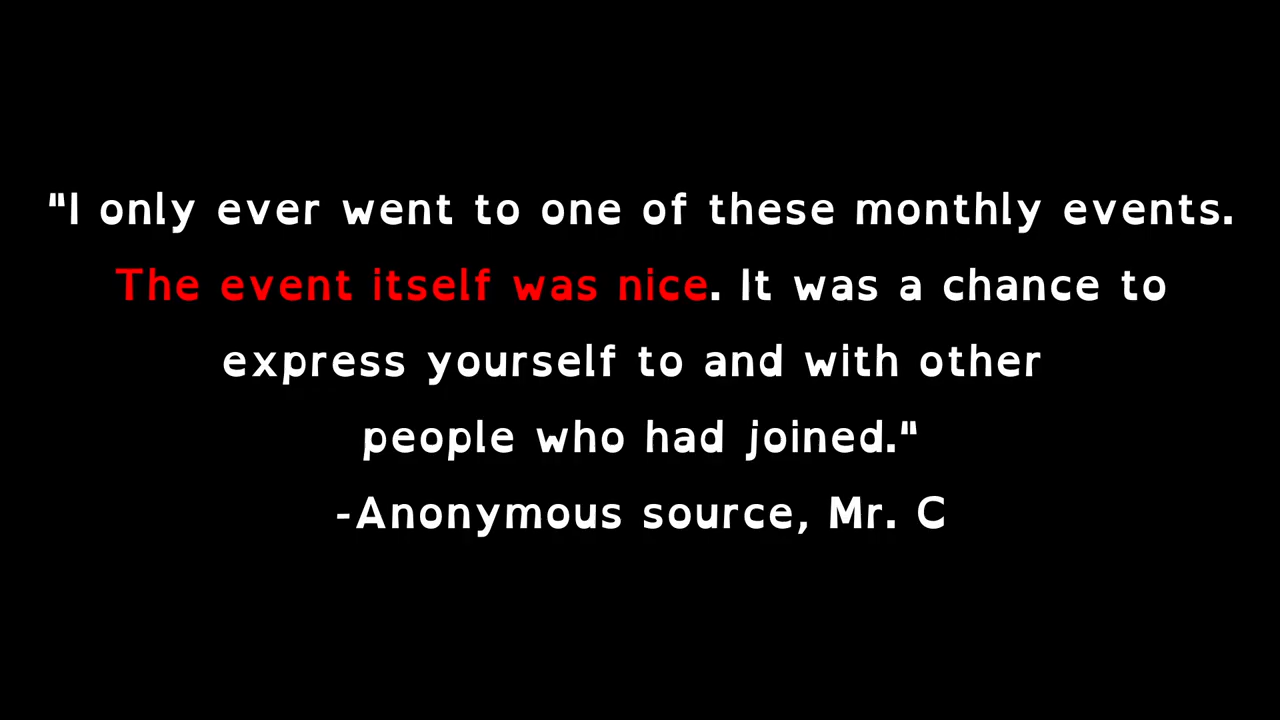 "I only ever went to one of these monthly events.
The event itself was nice. It was a chance to
express yourself to and with other
people who had joined."
-Anonymous source, Mr. C